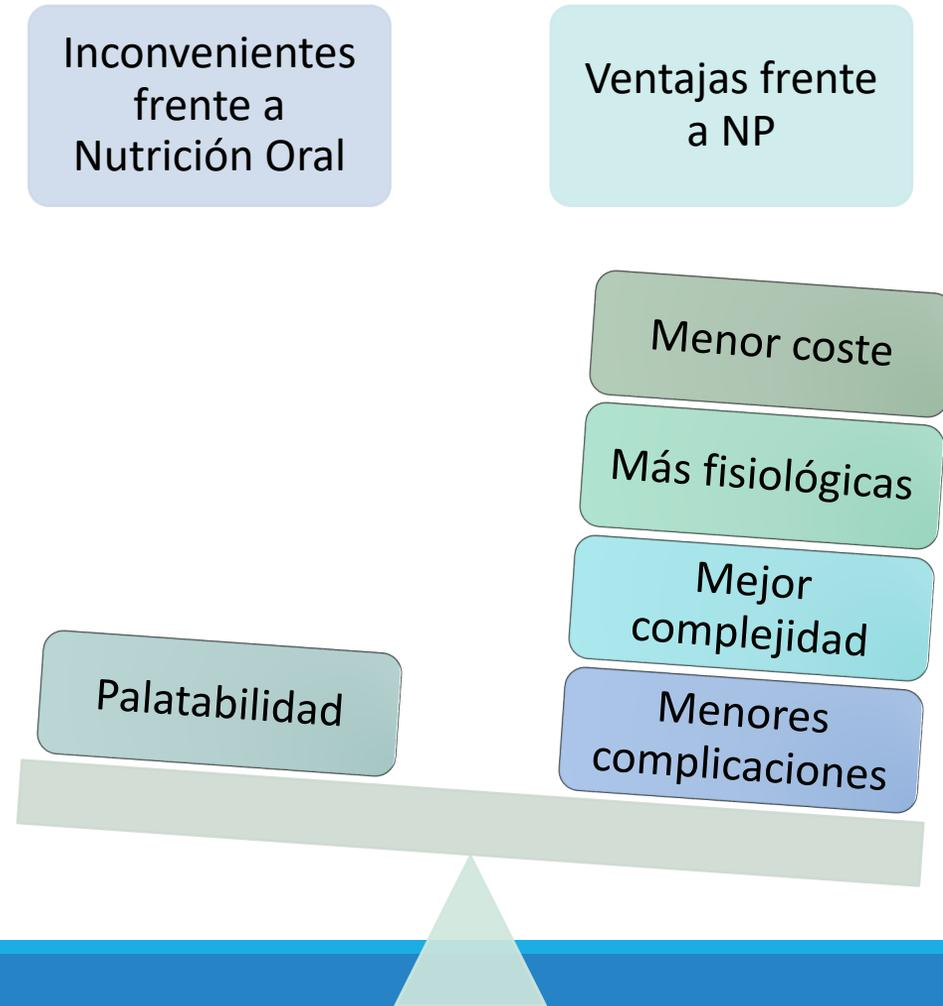 Inconvenientes
frente a
Nutrición Oral
Ventajas frente
a NP
Menor coste
Más fisiológicas
Mejor
complejidad
Menores
complicaciones
Palatabilidad